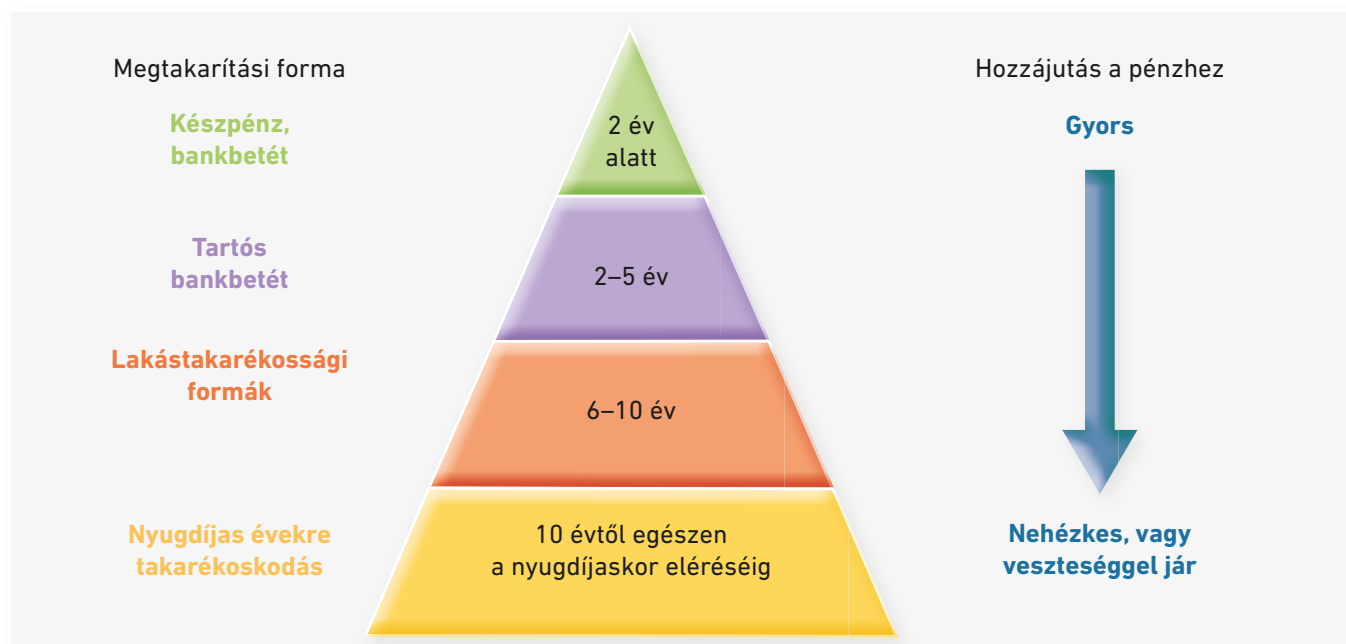 Megtakarítási forma
Hozzájutás a pénzhez
Készpénz,
bankbetét
2 év
alatt
Gyors
Tartós
bankbetét
2–5 év
Lakástakarékossági
formák
6–10 év
Nyugdíjas évekre
takarékoskodás
10 évtől egészen
a nyugdíjaskor eléréséig
Nehézkes, vagy
veszteséggel jár